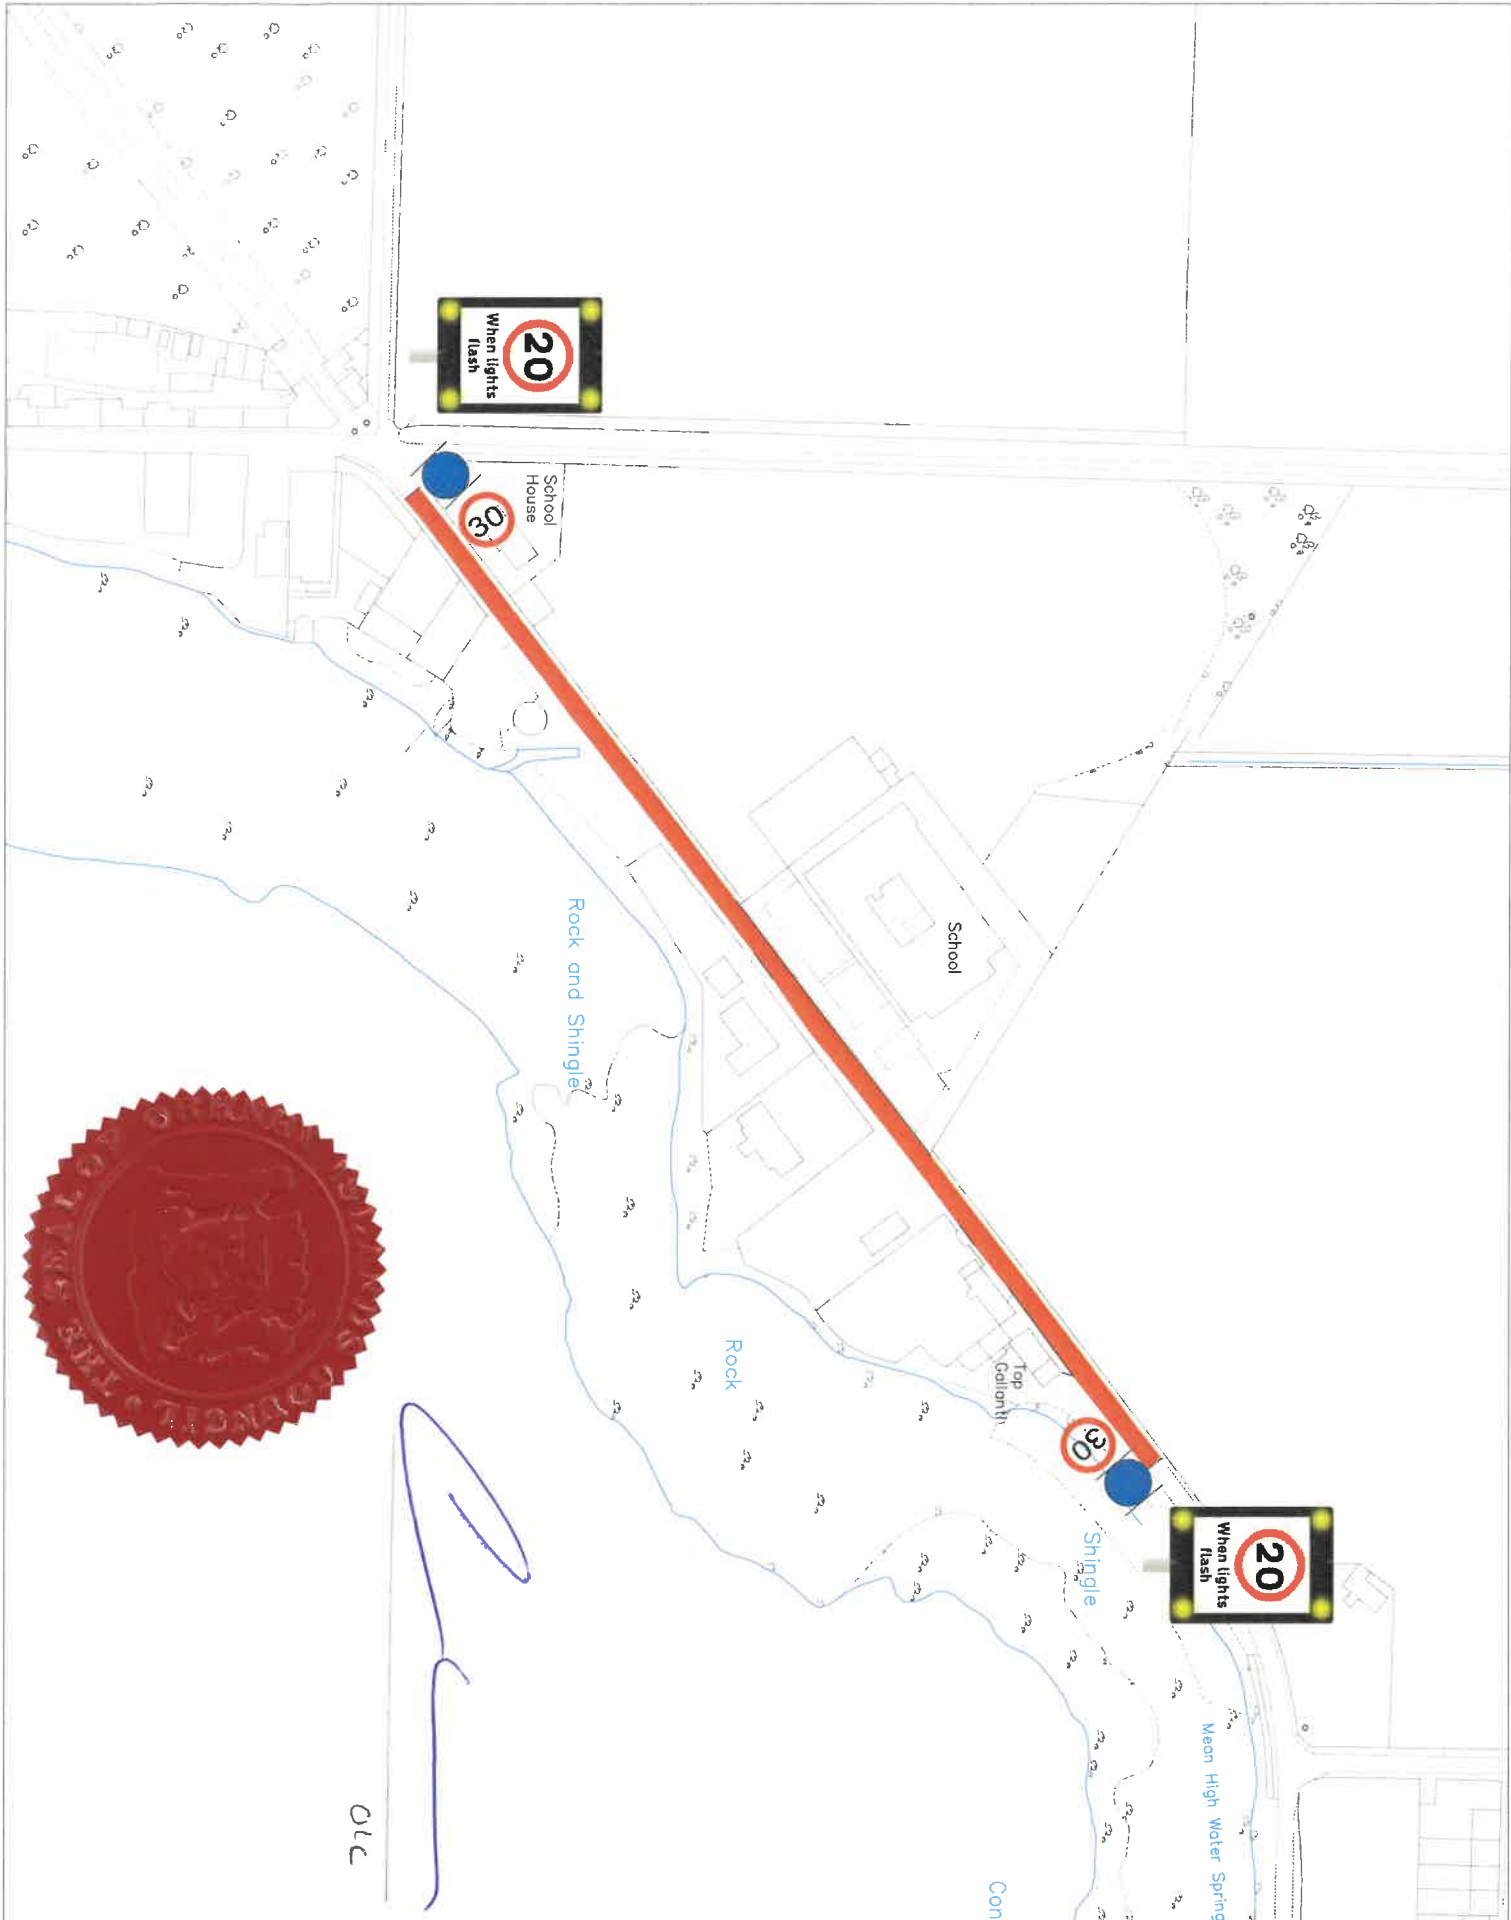 20
When lights
flash
30
School
House
School
Rock and Shingle
Rock
Top
Gallant
30
20
When lights
flash
Shingle
Mean High Water Spring
Con